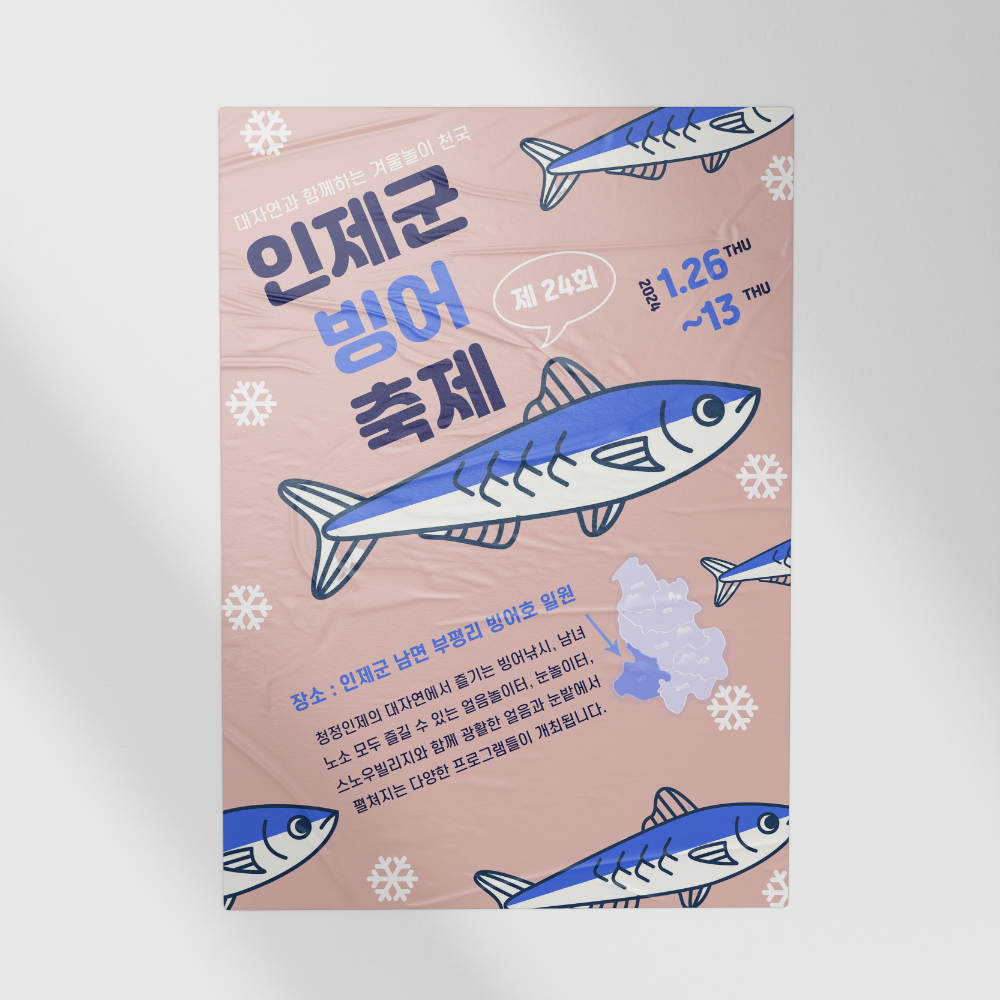 대자연과 함께하는 겨울놀이 천국
인제군
빙어
축제
제 24회
2024
1.26 THU
~13 THU
장소 : 인제군 남면 부평리 빙어호 일원
청정인제의 대자연에서 즐기는 빙어낚시, 남녀
노소 모두 즐길 수 있는 얼음놀이터, 눈놀이터,
스노우빌리지와 함께 광활한 얼음과 눈밭에서
펼쳐지는 다양한 프로그램들이 개최됩니다.